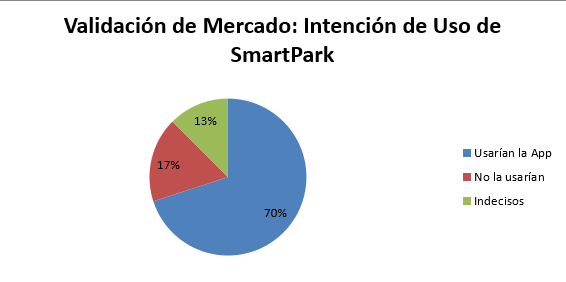 Validación de Mercado: Intención de Uso de
SmartPark
13%
17%
70%
Usarían la App
No la usarían
Indecisos